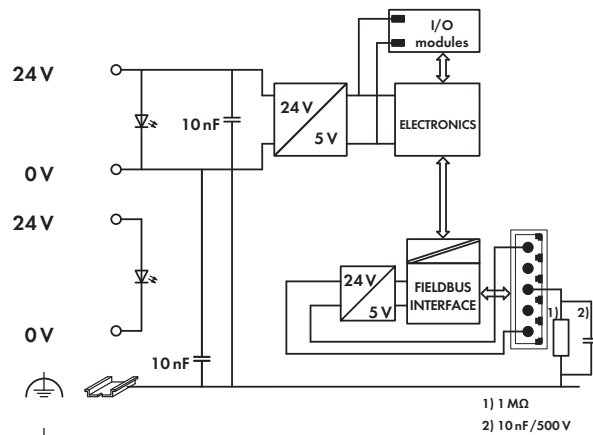 I/O
modules
24 V
24 V
10 nF
5 V
ELECTRONICS
0 V
24 V
24 V
5 V
FIELDBUS
INTERFACE
1)
2)
0 V
10 nF
1) 1 MΩ
2) 10 nF/500 V